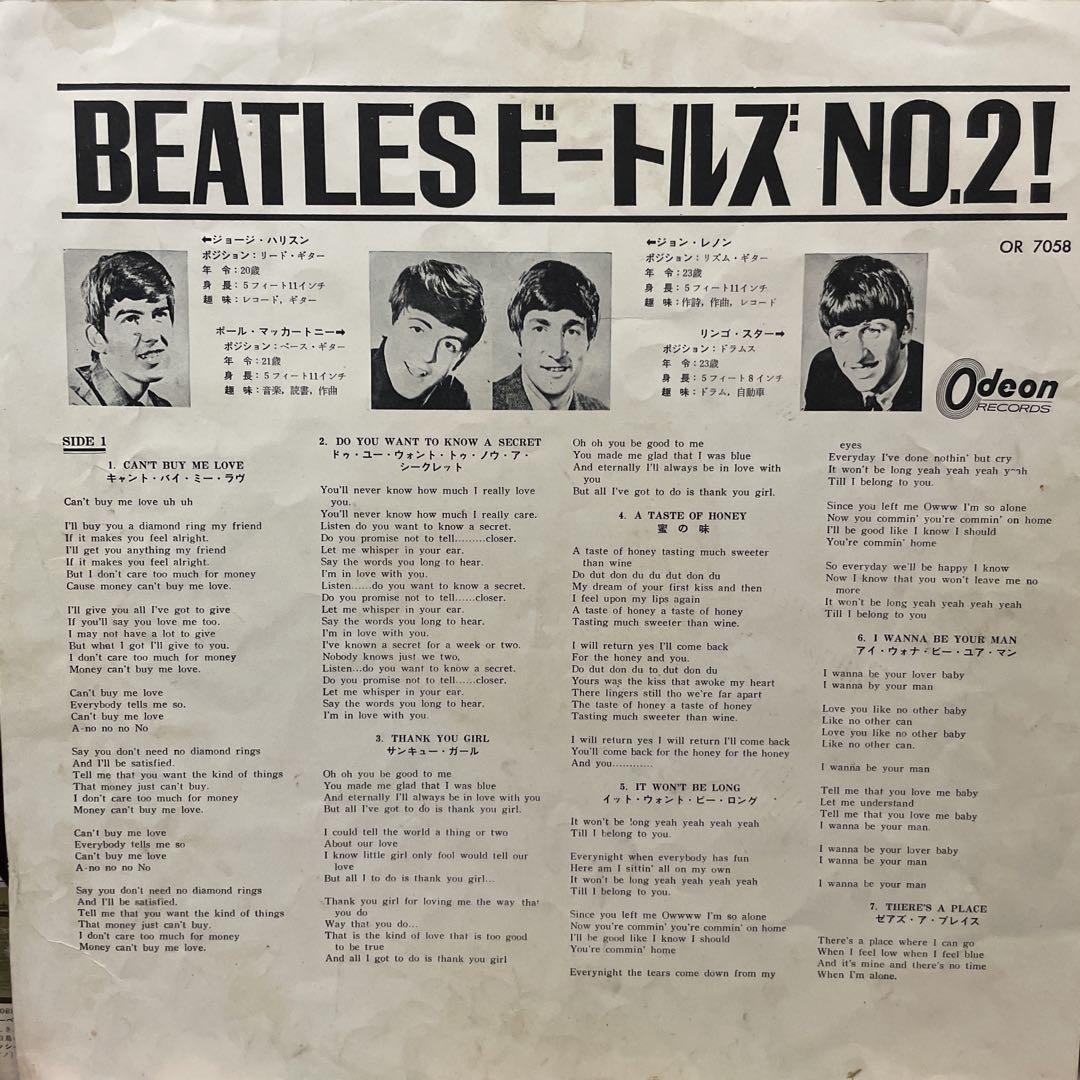 BEATLES ビートルズ NO.2!
OR 7058
←ジョージ・ハリスン
ポジション：リード・ギター
年　令：20歳
身　長：5フィート11インチ
趣　味：レコード, ギター
ポール・マッカートニー→
ポジション：ベース・ギター
年　令：21歳
身　長：5フィート11インチ
趣　味：音楽, 読書, 作曲
←ジョン・レノン
ポジション：リズム・ギター
年　令：23歳
身　長：5フィート11インチ
趣　味：作詩, 作曲, レコード
リンゴ・スター→
ポジション：ドラムス
年　令：23歳
身　長：5フィート8インチ
趣　味：ドラム, 自動車
Odeon
RECORDS
SIDE 1
1. CAN'T BUY ME LOVE
キャント・バイ・ミー・ラヴ
Can't buy me love uh uh
I'll buy you a diamond ring my friend
If it makes you feel alright.
I'll get you anything my friend
If it makes you feel alright.
But I don't care too much for money
Cause money can't buy me love.
I'll give you all I've got to give
If you'll say you love me too.
I may not have a lot to give
But what I got I'll give to you.
I don't care too much for money
Money can't buy me love.
Can't buy me love
Everybody tells me so.
Can't buy me love
A-no no no No
Say you don't need no diamond rings
And I'll be satisfied.
Tell me that you want the kind of things
That money just can't buy.
I don't care too much for money
Money can't buy me love.
Can't buy me love
Everybody tells me so
Can't buy me love
A-no no no No
Say you don't need no diamond rings
And I'll be satisfied.
Tell me that you want the kind of things
That money just can't buy.
I don't care too much for money
Money can't buy me love.
2. DO YOU WANT TO KNOW A SECRET
ドゥ・ユー・ウォント・トゥ・ノウ・ア・
シークレット
You'll never know how much I really love
you.
You'll never know how much I really care.
Listen do you want to know a secret.
Do you promise not to tell.........closer.
Let me whisper in your ear.
Say the words you long to hear.
I'm in love with you.
Listen......do you want to know a secret.
Do you promise not to tell......closer.
Let me whisper in your ear.
Say the words you long to hear.
I'm in love with you.
I've known a secret for a week or two.
Nobody knows just we two,
Listen...do you want to know a secret.
Do you promise not to tell......closer.
Let me whisper in your ear.
Say the words you long to hear.
I'm in love with you.
3. THANK YOU GIRL
サンキュー・ガール
Oh oh you be good to me
You made me glad that I was blue
And eternally I'll always be in love with you
But all I've got to do is thank you girl.
I could tell the world a thing or two
About our love
I know little girl only fool would tell our
love
But all I to do is thank you girl...
Thank you girl for loving me the way that
you do
Way that you do...
That is the kind of love that is too good
to be true
And all I got to do is thank you girl
Oh oh you be good to me
You made me glad that I was blue
And eternally I'll always be in love with
you
But all I've got to do is thank you girl.
4. A TASTE OF HONEY
蜜の味
A taste of honey tasting much sweeter
than wine
Do dut don du du dut don du
My dream of your first kiss and then
I feel upon my lips again
A taste of honey a taste of honey
Tasting much sweeter than wine.
I will return yes I'll come back
For the honey and you.
Do dut don du to dut don du
Yours was the kiss that awoke my heart
There lingers still tho we're far apart
The taste of honey a taste of honey
Tasting much sweeter than wine.
I will return yes I will return I'll come back
You'll come back for the honey for the honey
And you............
5. IT WON'T BE LONG
イット・ウォント・ビー・ロング
It won't be long yeah yeah yeah yeah
Till I belong to you.
Everynight when everybody has fun
Here am I sittin' all on my own
It won't be long yeah yeah yeah yeah
Till I belong to you.
Since you left me Owwww I'm so alone
Now you're commin' you're commin' on home
I'll be good like I know I should
You're commin' home
Everynight the tears come down from my
eyes
Everyday I've done nothin' but cry
It won't be long yeah yeah yeah
Till I belong to you.
Since you left me Owww I'm so alone
Now you commin' you're commin' on home
I'll be good like I know I should
You're commin' home
So everyday we'll be happy I know
Now I know that you won't leave me no
more
It won't be long yeah yeah yeah yeah
Till I belong to you
6. I WANNA BE YOUR MAN
アイ・ウォナ・ビー・ユア・マン
I wanna be your lover baby
I wanna by your man
Love you like no other baby
Like no other can
Love you like no other baby
Like no other can.
I wanna be your man
Tell me that you love me baby
Let me understand
Tell me that you love me baby
I wanna be your man.
I wanna be your lover baby
I wanna be your man
I wanna be your man
7. THERE'S A PLACE
ゼアズ・ア・プレイス
There's a place where I can go
When I feel low when I feel blue
And it's mine and there's no time
When I'm alone.